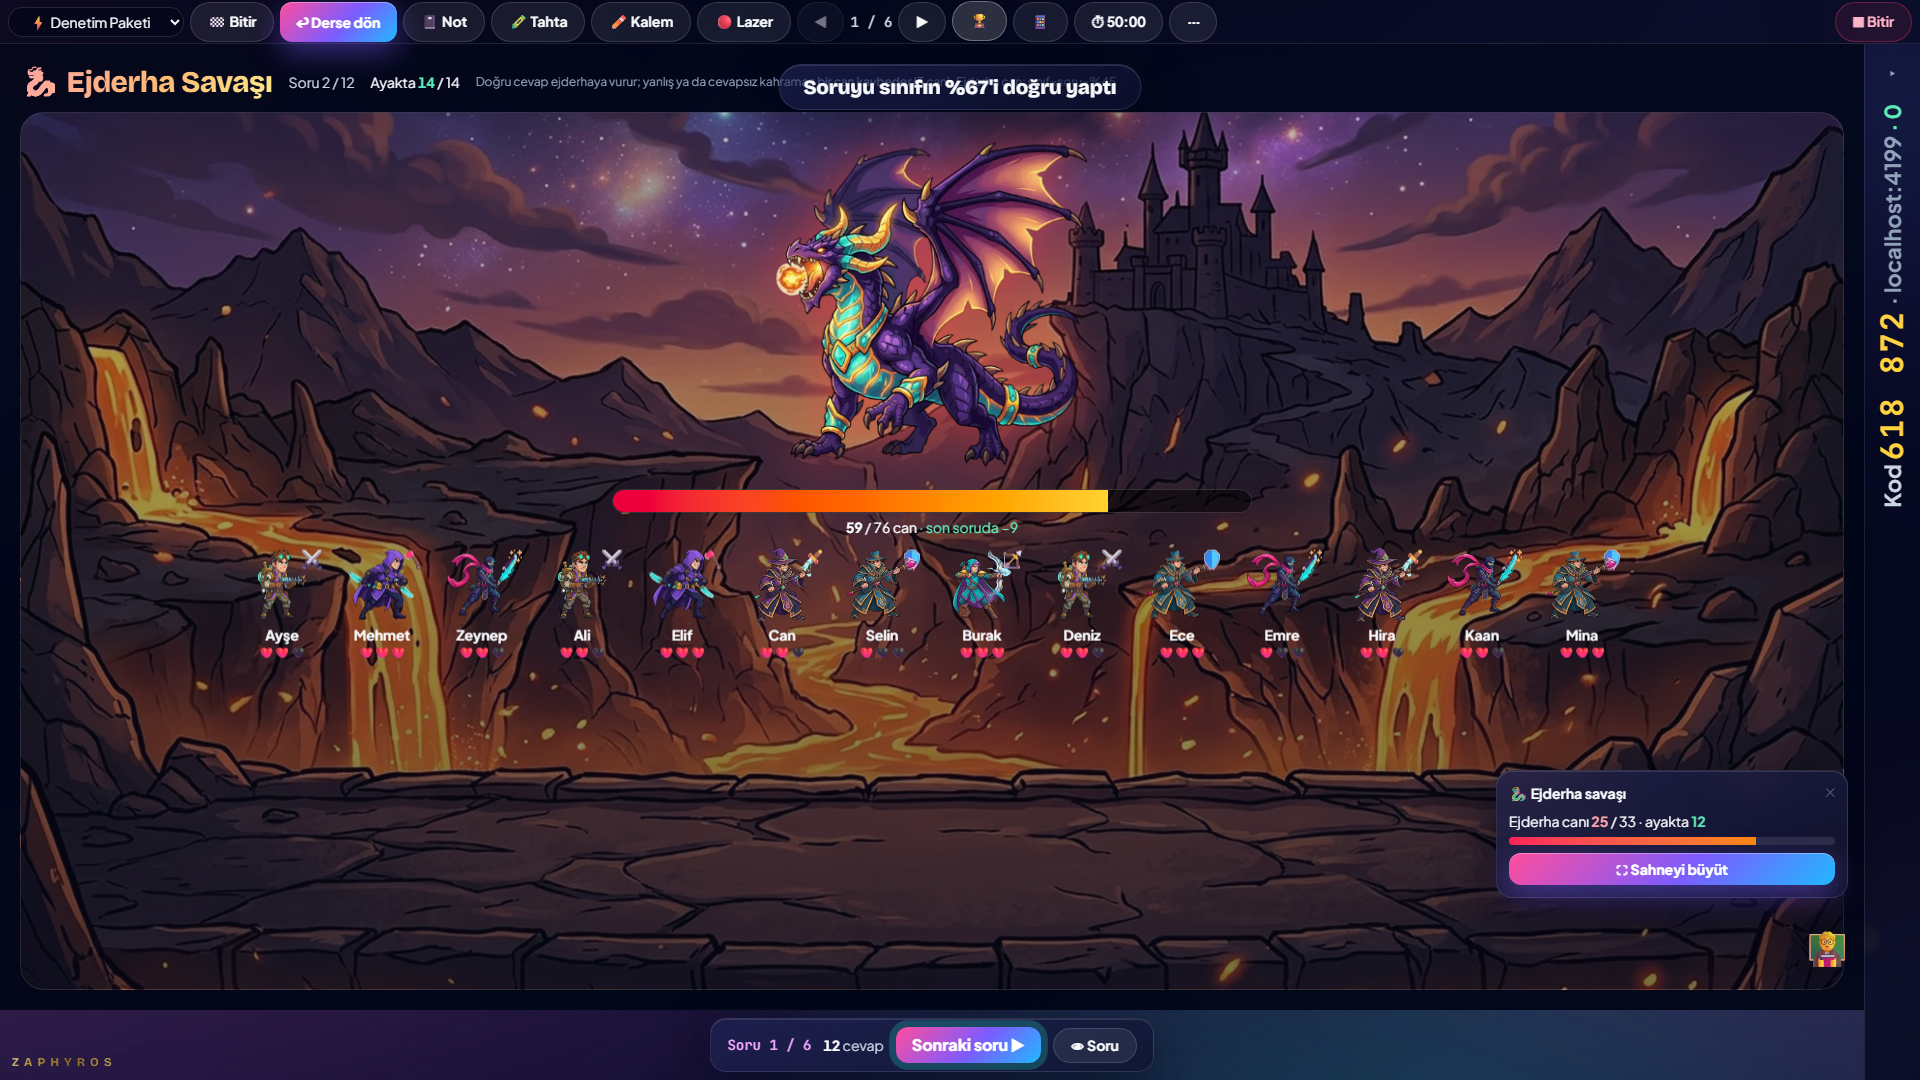 Denetim Paketi
Bitir
Derse dön
Not
Tahta
Kalem
Lazer
1 / 6
50:00
Bitir
Ejderha Savaşı
Soru 2 / 12
Ayakta 14 / 14
Doğru cevap ejderhaya vurur; yanlış ya da cevapsız
Soruyu sınıfın %67'i doğru yaptı
59 / 76 can · son soruda −9
Ayşe
Mehmet
Zeynep
Ali
Elif
Can
Selin
Burak
Deniz
Ece
Emre
Hira
Kaan
Mina
Ejderha savaşı
Ejderha canı 25 / 33 · ayakta 12
Sahneyi büyüt
Soru 1 / 6
12 cevap
Sonraki soru
Soru
ZAPHYROS
Kod 618 872 · localhost:4199 · 0